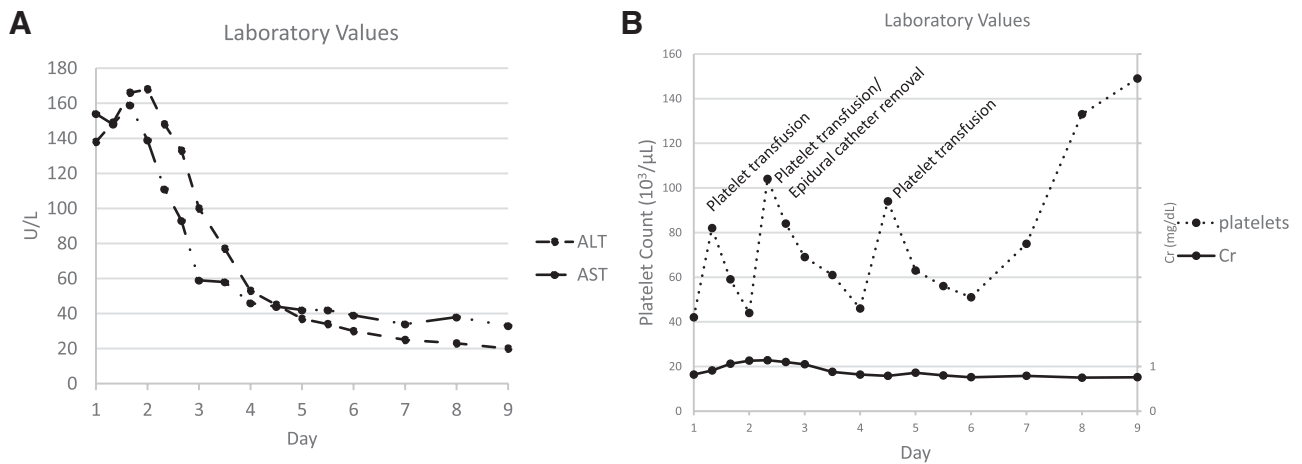 A
Laboratory Values
180
160
140
120
100
80
60
40
20
0
U/L
1 2 3 4 5 6 7 8 9
Day
ALT
AST
B
Laboratory Values
160
140
120
100
80
60
40
20
0
Platelet Count (10³/µL)
Platelet transfusion
Platelet transfusion/
Epidural catheter removal
Platelet transfusion
1 2 3 4 5 6 7 8 9
Day
1
0
Cr (mg/dL)
platelets
Cr